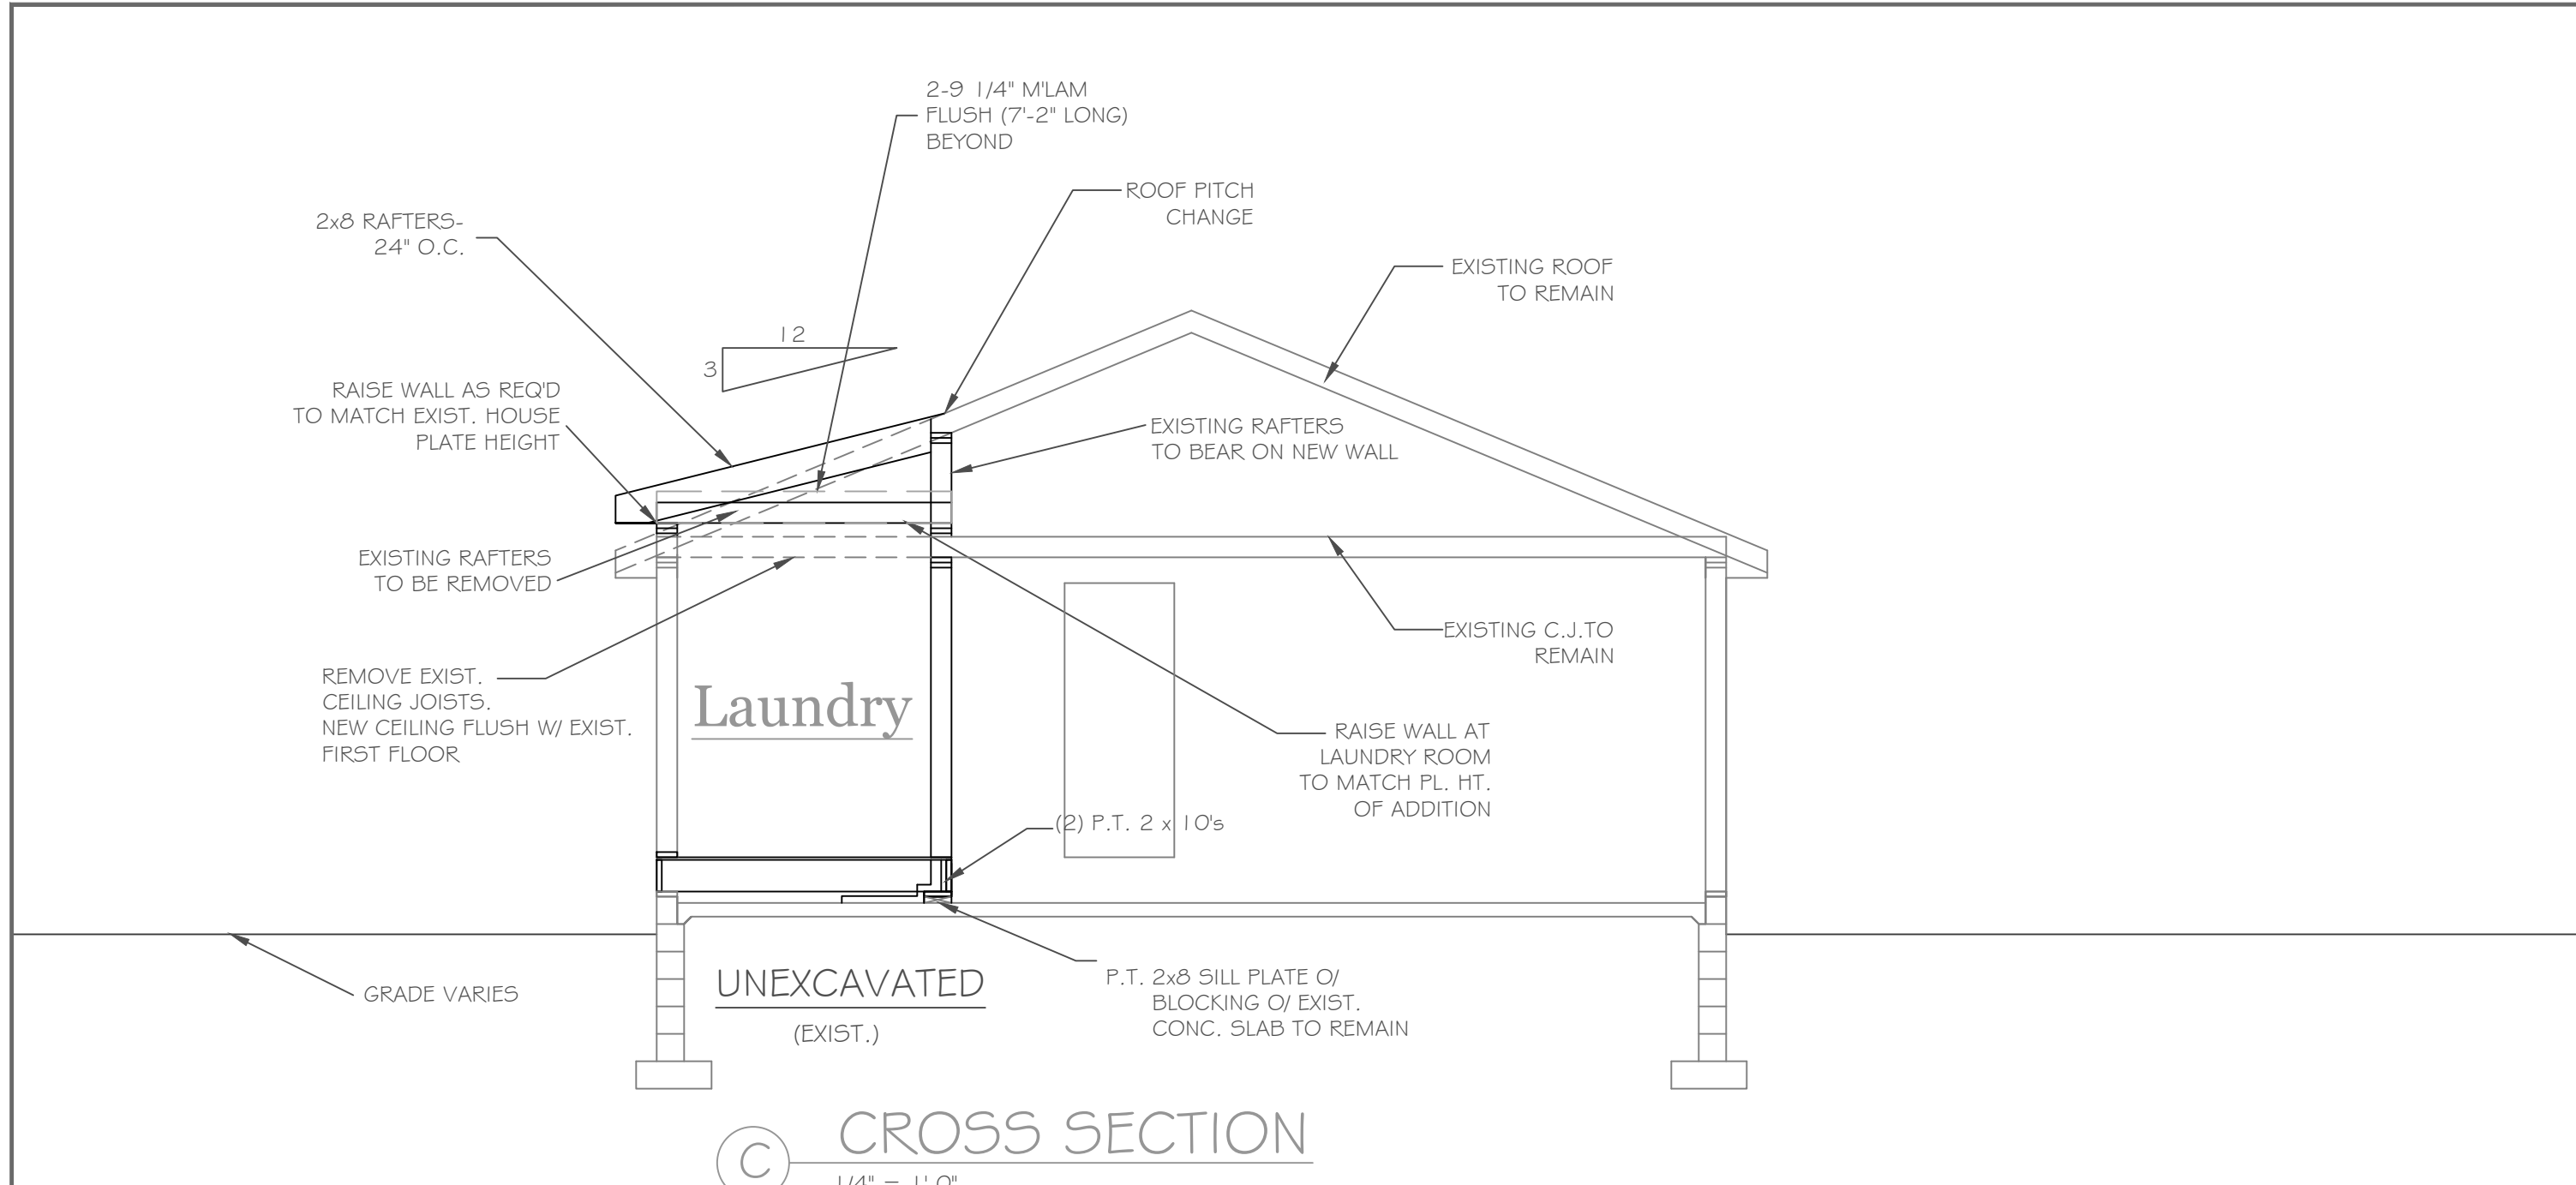 2-9 1/4" M'LAM
FLUSH (7'-2" LONG)
BEYOND
ROOF PITCH
CHANGE
2x8 RAFTERS-
24" O.C.
EXISTING ROOF
TO REMAIN
12
3
RAISE WALL AS REQ'D
TO MATCH EXIST. HOUSE
PLATE HEIGHT
EXISTING RAFTERS
TO BEAR ON NEW WALL
EXISTING RAFTERS
TO BE REMOVED
EXISTING C.J.TO
REMAIN
REMOVE EXIST.
CEILING JOISTS.
NEW CEILING FLUSH W/ EXIST.
FIRST FLOOR
Laundry
RAISE WALL AT
LAUNDRY ROOM
TO MATCH PL. HT.
OF ADDITION
(2) P.T. 2 x 10's
GRADE VARIES
UNEXCAVATED
(EXIST.)
P.T. 2x8 SILL PLATE O/
BLOCKING O/ EXIST.
CONC. SLAB TO REMAIN
C
CROSS SECTION
1/4" = 1'-0"